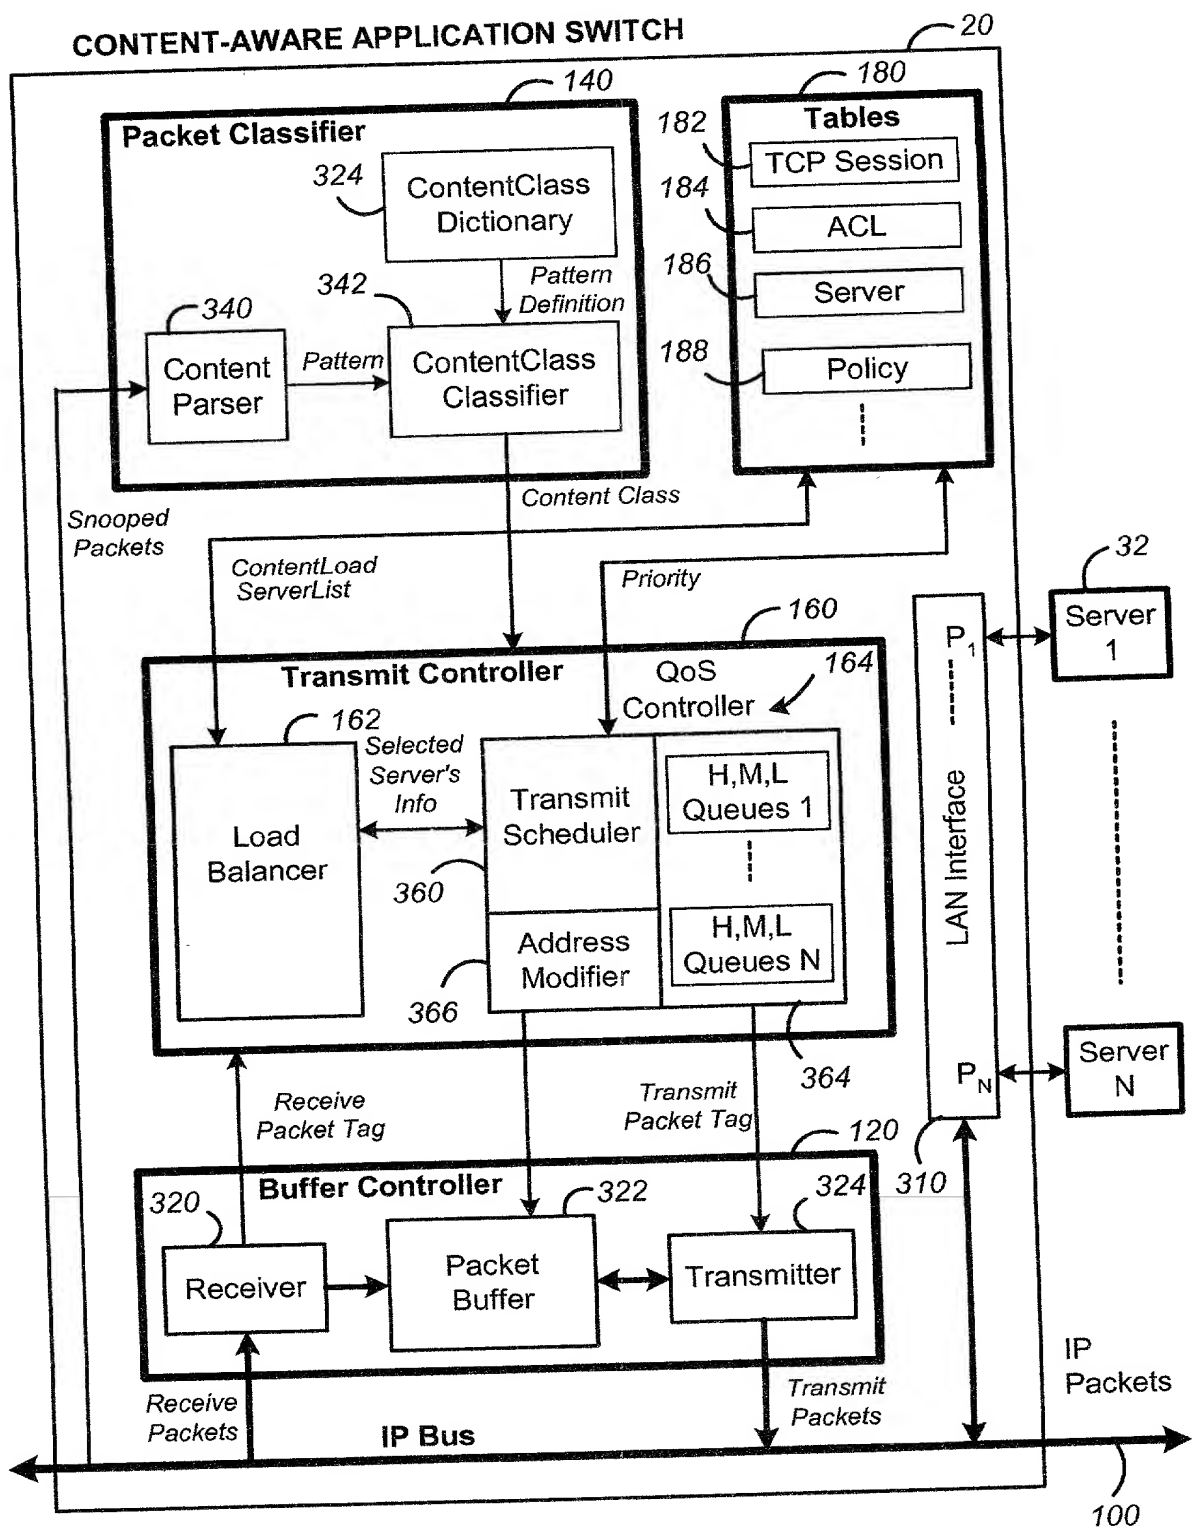 CONTENT-AWARE APPLICATION SWITCH
20
140
180
Packet Classifier
Tables
182
TCP Session
324
ContentClass
Dictionary
184
ACL
186
Server
Pattern
Definition
342
340
188
Policy
Content
Parser
Pattern
ContentClass
Classifier
Content Class
Snooped
Packets
ContentLoad
ServerList
Priority
32
Server
1
P1
160
Transmit Controller
QoS
Controller
164
162
Selected
Server's
Info
Load
Balancer
Transmit
Scheduler
H,M,L
Queues 1
LAN Interface
360
Address
Modifier
H,M,L
Queues N
366
364
PN
Server
N
Receive
Packet Tag
Transmit
Packet Tag
120
310
Buffer Controller
320
322
324
Receiver
Packet
Buffer
Transmitter
IP
Packets
Receive
Packets
Transmit
Packets
IP Bus
100